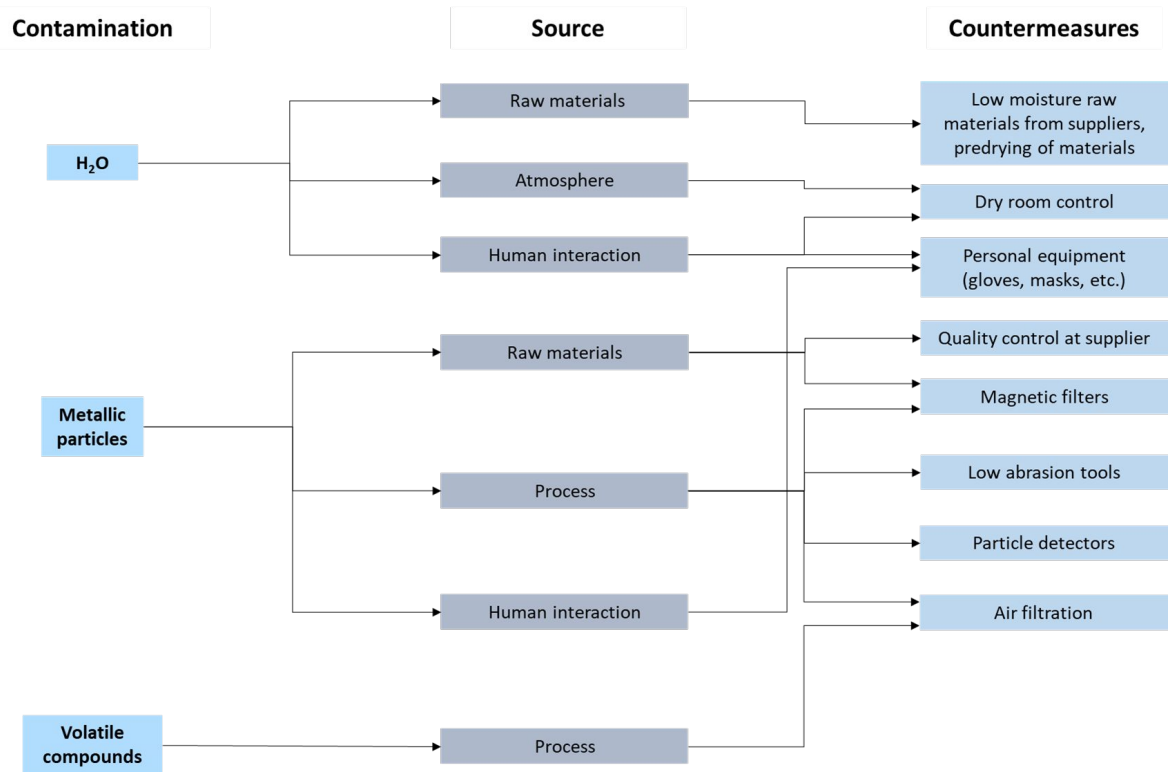 Contamination
Source
Countermeasures
Raw materials
Low moisture raw
materials from suppliers,
predrying of materials
H₂O
Atmosphere
Dry room control
Human interaction
Personal equipment
(gloves, masks, etc.)
Raw materials
Quality control at supplier
Magnetic filters
Metallic
particles
Process
Low abrasion tools
Particle detectors
Human interaction
Air filtration
Volatile
compounds
Process